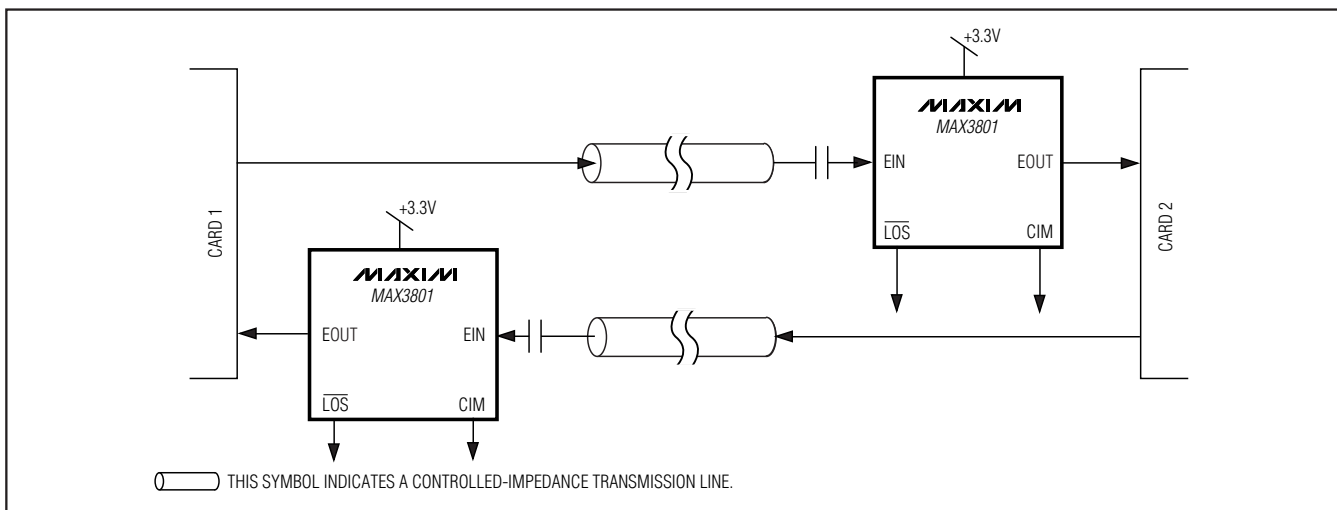 +3.3V
MAXIM
MAX3801
EIN EOUT
LOS CIM
CARD 1
CARD 2
+3.3V
MAXIM
MAX3801
EOUT EIN
LOS CIM
THIS SYMBOL INDICATES A CONTROLLED-IMPEDANCE TRANSMISSION LINE.